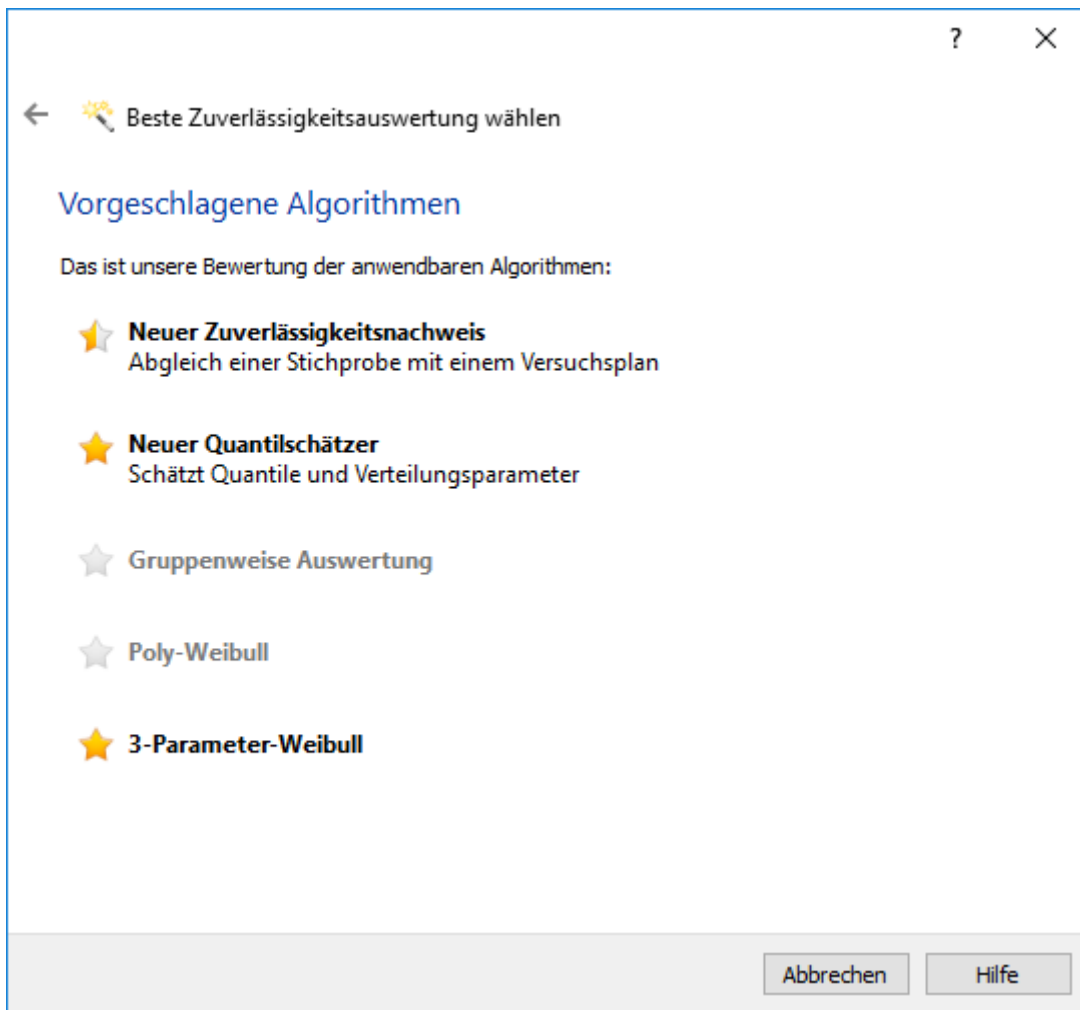 ?
Beste Zuverlässigkeitsauswertung wählen
Vorgeschlagene Algorithmen
Das ist unsere Bewertung der anwendbaren Algorithmen:
Neuer Zuverlässigkeitsnachweis
Abgleich einer Stichprobe mit einem Versuchsplan
Neuer Quantilschätzer
Schätzt Quantile und Verteilungsparameter
Gruppenweise Auswertung
Poly-Weibull
3-Parameter-Weibull
Abbrechen Hilfe